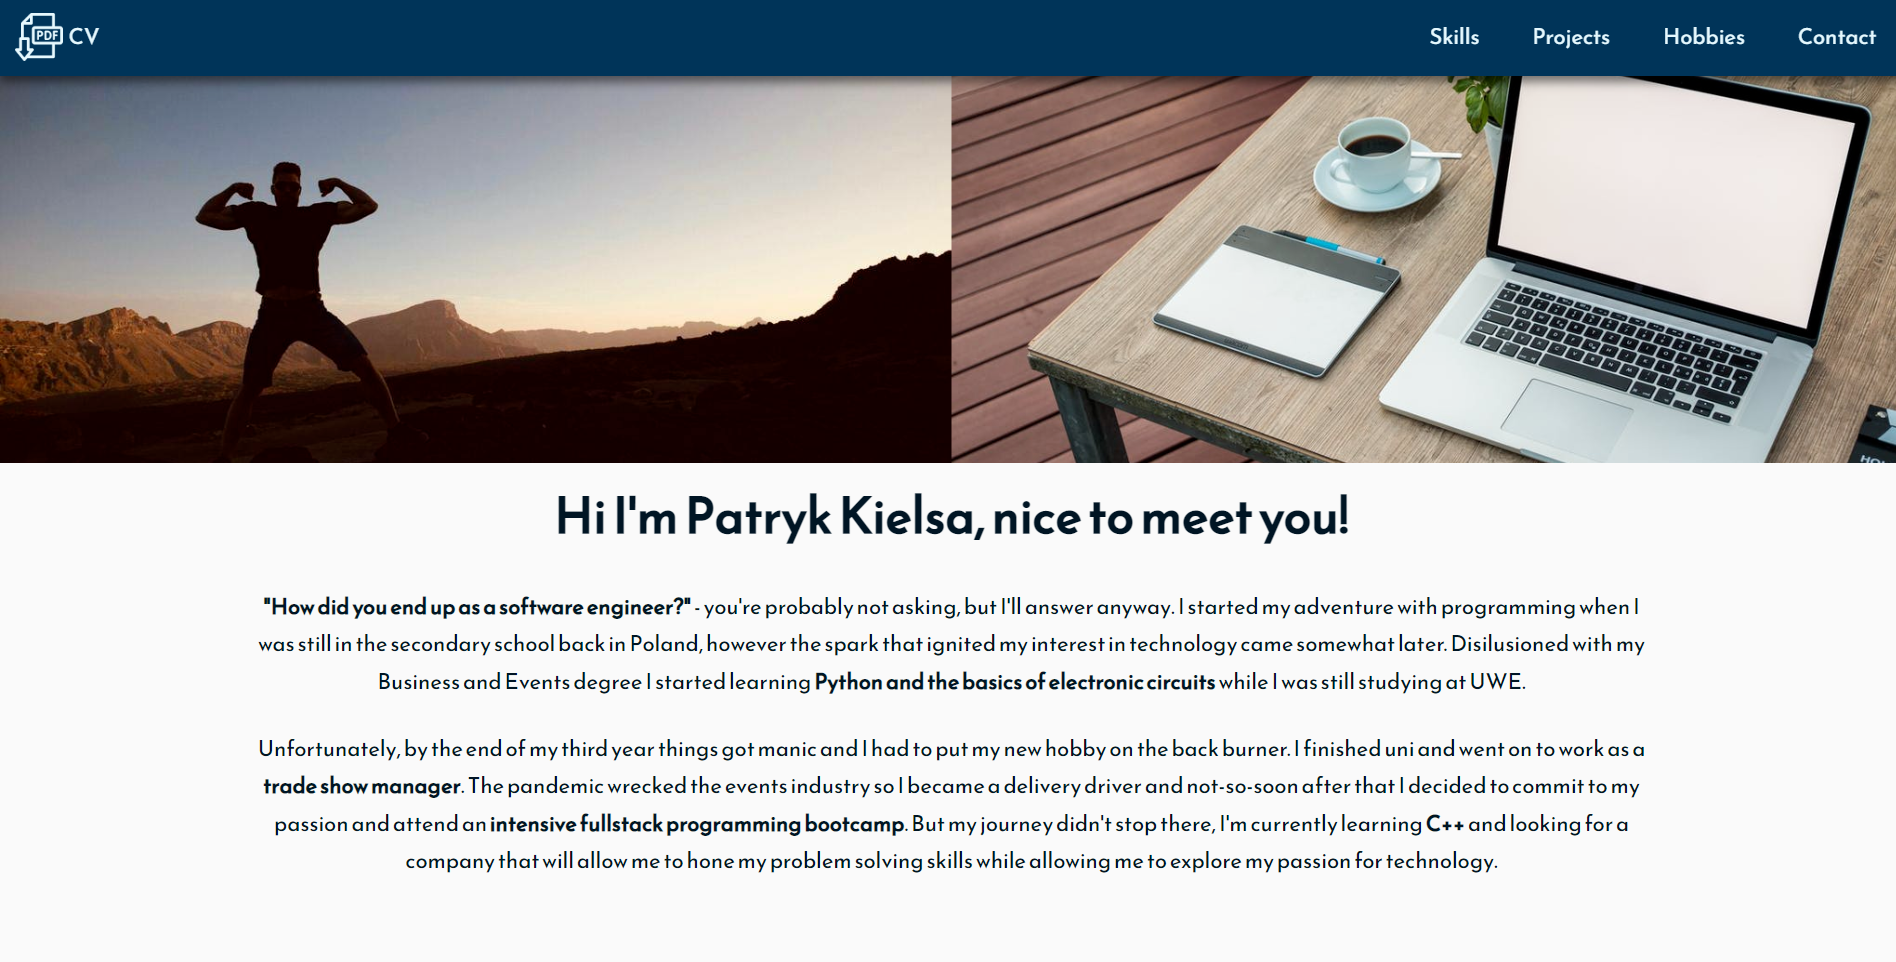 PDF CV Skills Projects Hobbies Contact
Hi I'm Patryk Kielsa, nice to meet you!
"How did you end up as a software engineer?" - you're probably not asking, but I'll answer anyway. I started my adventure with programming when I
was still in the secondary school back in Poland, however the spark that ignited my interest in technology came somewhat later. Disilusioned with my
Business and Events degree I started learning Python and the basics of electronic circuits while I was still studying at UWE.
Unfortunately, by the end of my third year things got manic and I had to put my new hobby on the back burner. I finished uni and went on to work as a
trade show manager. The pandemic wrecked the events industry so I became a delivery driver and not-so-soon after that I decided to commit to my
passion and attend an intensive fullstack programming bootcamp. But my journey didn't stop there, I'm currently learning C++ and looking for a
company that will allow me to hone my problem solving skills while allowing me to explore my passion for technology.